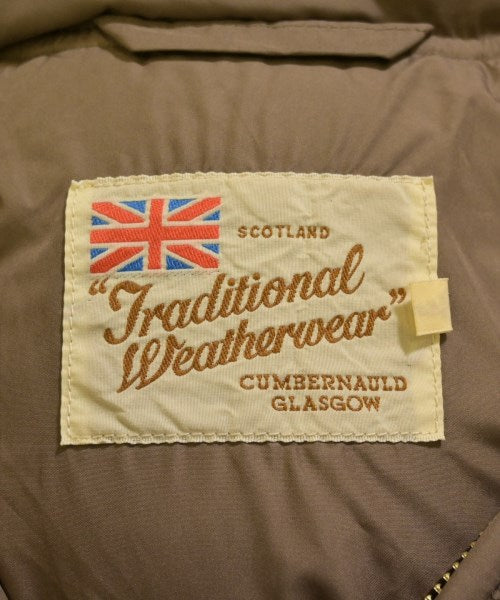 SCOTLAND
"Traditional
Weatherwear"
CUMBERNAULD
GLASGOW